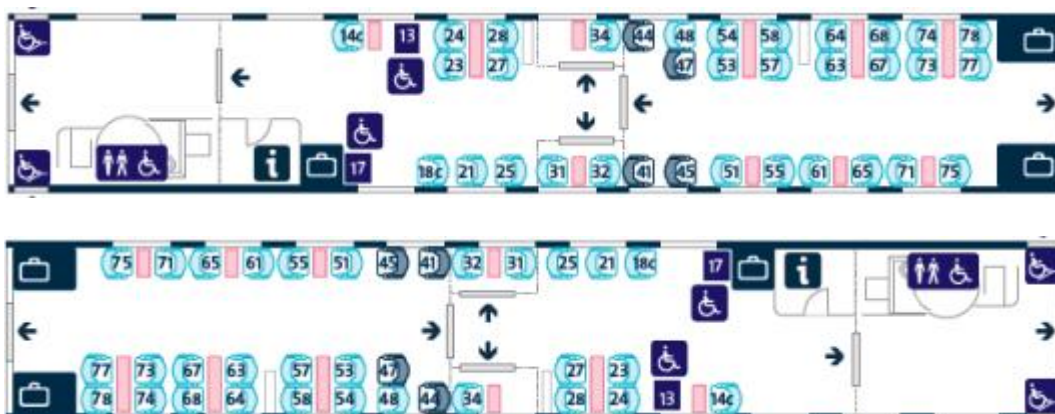 14c 13 24 28 34 44 48 54 58 64 68 74 78
23 27 47 53 57 63 67 73 77
i
17 18c 21 25 31 32 41 45 51 55 61 65 71 75
75 71 65 61 55 51 45 41 32 31 25 21 18c 17 i
77 73 67 63 57 53 47 27 23
78 74 68 64 58 54 48 44 34 28 24 13 14c